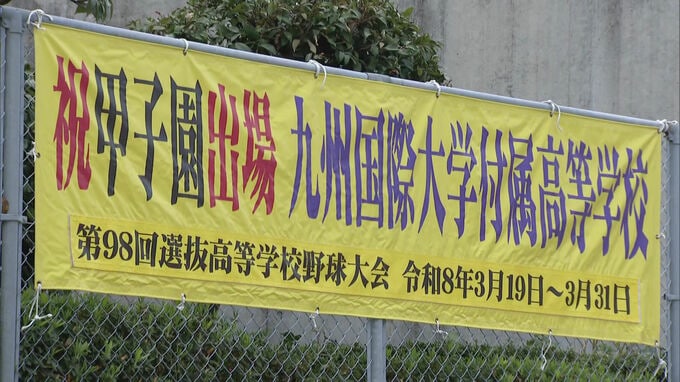 祝甲子園出場 九州国際大学付属高等学校
第98回選抜高等学校野球大会 令和8年3月19日～3月31日